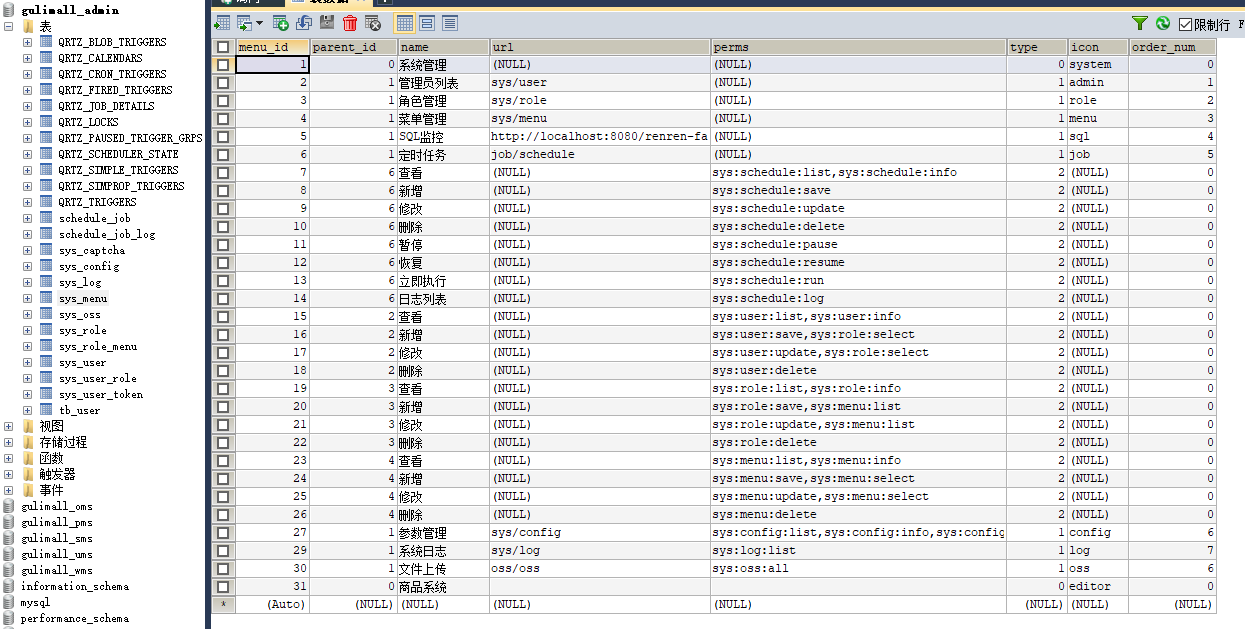 gulimall_admin
表
QRTZ_BLOB_TRIGGERS
QRTZ_CALENDARS
QRTZ_CRON_TRIGGERS
QRTZ_FIRED_TRIGGERS
QRTZ_JOB_DETAILS
QRTZ_LOCKS
QRTZ_PAUSED_TRIGGER_GRPS
QRTZ_SCHEDULER_STATE
QRTZ_SIMPLE_TRIGGERS
QRTZ_SIMPROP_TRIGGERS
QRTZ_TRIGGERS
schedule_job
schedule_job_log
sys_captcha
sys_config
sys_log
sys_menu
sys_oss
sys_role
sys_role_menu
sys_user
sys_user_role
sys_user_token
tb_user
视图
存储过程
函数
触发器
事件
gulimall_oms
gulimall_pms
gulimall_sms
gulimall_ums
gulimall_wms
information_schema
mysql
performance_schema
限制行
menu_id parent_id name url perms type icon order_num
1 0 系统管理 (NULL) (NULL) 0 system 0
2 1 管理员列表 sys/user (NULL) 1 admin 1
3 1 角色管理 sys/role (NULL) 1 role 2
4 1 菜单管理 sys/menu (NULL) 1 menu 3
5 1 SQL监控 http://localhost:8080/renren-fa (NULL) 1 sql 4
6 1 定时任务 job/schedule (NULL) 1 job 5
7 6 查看 (NULL) sys:schedule:list,sys:schedule:info 2 (NULL) 0
8 6 新增 (NULL) sys:schedule:save 2 (NULL) 0
9 6 修改 (NULL) sys:schedule:update 2 (NULL) 0
10 6 删除 (NULL) sys:schedule:delete 2 (NULL) 0
11 6 暂停 (NULL) sys:schedule:pause 2 (NULL) 0
12 6 恢复 (NULL) sys:schedule:resume 2 (NULL) 0
13 6 立即执行 (NULL) sys:schedule:run 2 (NULL) 0
14 6 日志列表 (NULL) sys:schedule:log 2 (NULL) 0
15 2 查看 (NULL) sys:user:list,sys:user:info 2 (NULL) 0
16 2 新增 (NULL) sys:user:save,sys:role:select 2 (NULL) 0
17 2 修改 (NULL) sys:user:update,sys:role:select 2 (NULL) 0
18 2 删除 (NULL) sys:user:delete 2 (NULL) 0
19 3 查看 (NULL) sys:role:list,sys:role:info 2 (NULL) 0
20 3 新增 (NULL) sys:role:save,sys:menu:list 2 (NULL) 0
21 3 修改 (NULL) sys:role:update,sys:menu:list 2 (NULL) 0
22 3 删除 (NULL) sys:role:delete 2 (NULL) 0
23 4 查看 (NULL) sys:menu:list,sys:menu:info 2 (NULL) 0
24 4 新增 (NULL) sys:menu:save,sys:menu:select 2 (NULL) 0
25 4 修改 (NULL) sys:menu:update,sys:menu:select 2 (NULL) 0
26 4 删除 (NULL) sys:menu:delete 2 (NULL) 0
27 1 参数管理 sys/config sys:config:list,sys:config:info,sys:config 1 config 6
29 1 系统日志 sys/log sys:log:list 1 log 7
30 1 文件上传 oss/oss sys:oss:all 1 oss 6
31 0 商品系统 0 editor 0
* (Auto) (NULL) (NULL) (NULL) (NULL) (NULL) (NULL) (NULL)